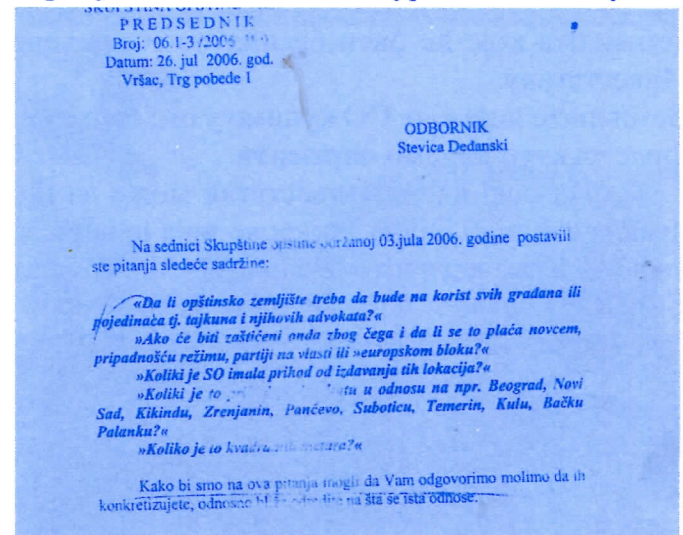 PREDSEDNIK
Broj: 06.1-3/2006
Datum: 26. jul 2006. god.
Vršac, Trg pobede 1
ODBORNIK
Stevica Deđanski
Na sednici Skupštine opštine održanoj 03.jula 2006. godine postavili
ste pitanja sledeće sadržine:
«Da li opštinsko zemljište treba da bude na korist svih građana ili
pojedinaca tj. tajkuna i njihovih advokata?«
»Ako će biti zaštićeni onda zbog čega i da li se to plaća novcem,
pripadnošću režimu, partiji na vlasti ili »europskom bloku?«
»Koliki je SO imala prihod od izdavanja tih lokacija?«
»Koliki je to u odnosu na npr. Beograd, Novi
Sad, Kikindu, Zrenjanin, Pančevo, Suboticu, Temerin, Kulu, Bačku
Palanku?«
»Koliko je to
Kako bi smo na ova pitanja mogli da Vam odgovorimo molimo da ih
konkretizujete, odnosno na šta se ista odnose.